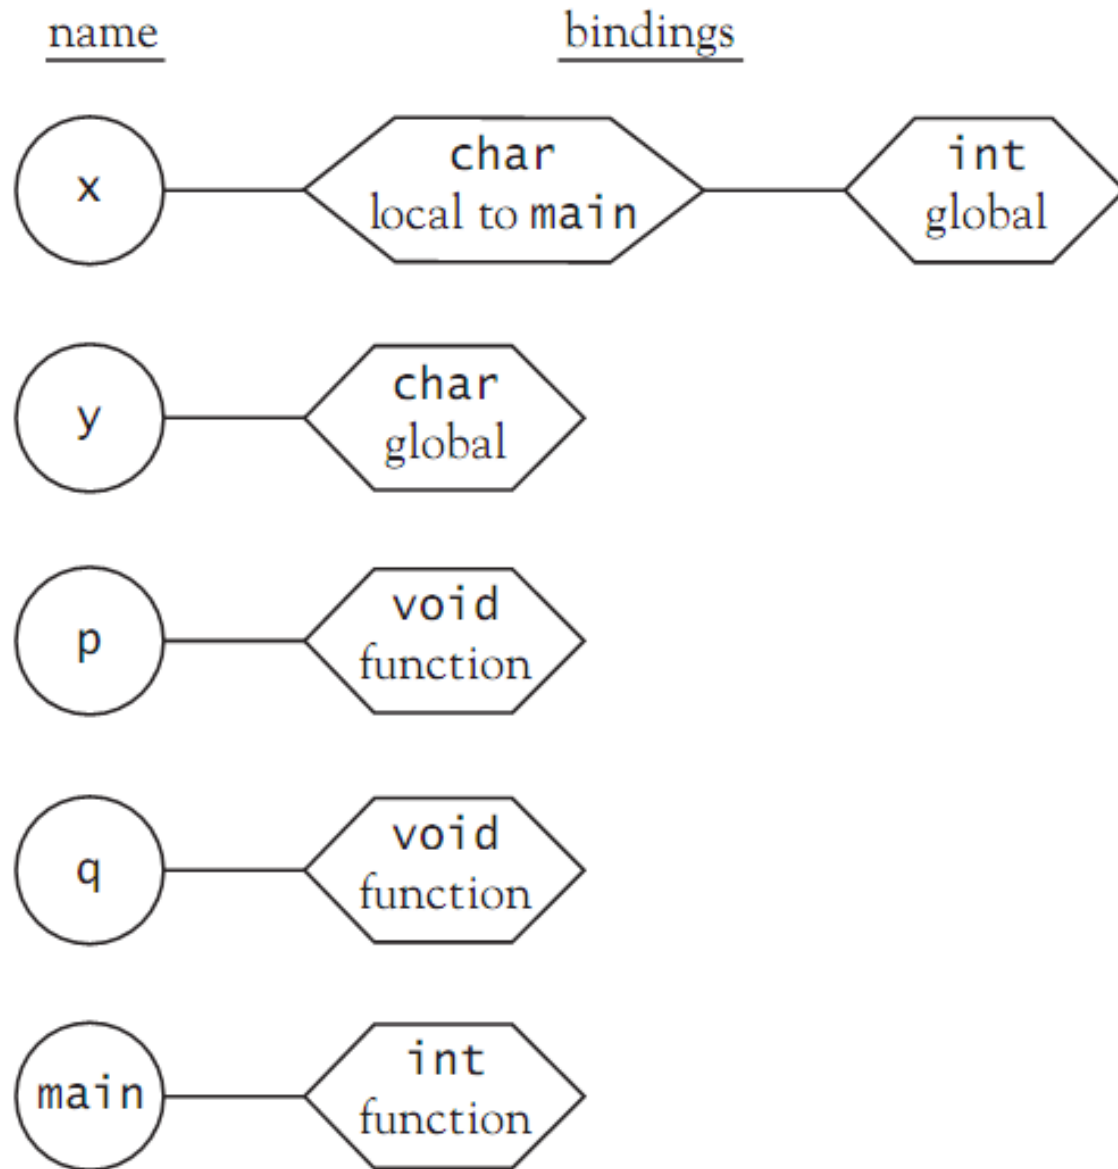 name bindings
x
char
local to main
int
global
y
char
global
p
void
function
q
void
function
main
int
function